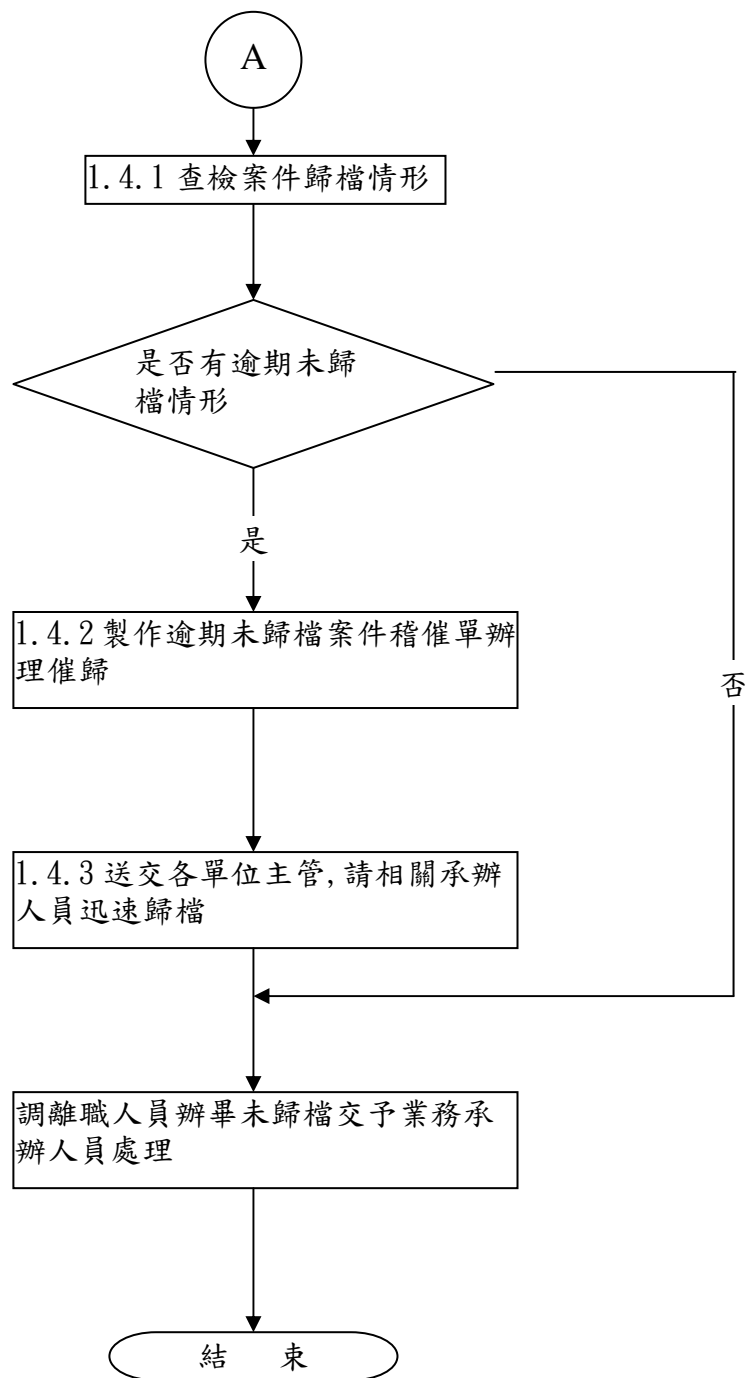 A
1.4.1查檢案件歸檔情形
是否有逾期未歸
檔情形
是
1.4.2製作逾期未歸檔案件稽催單辦
理催歸
否
1.4.3送交各單位主管,請相關承辦
人員迅速歸檔
調離職人員辦畢未歸檔交予業務承
辦人員處理
結　束